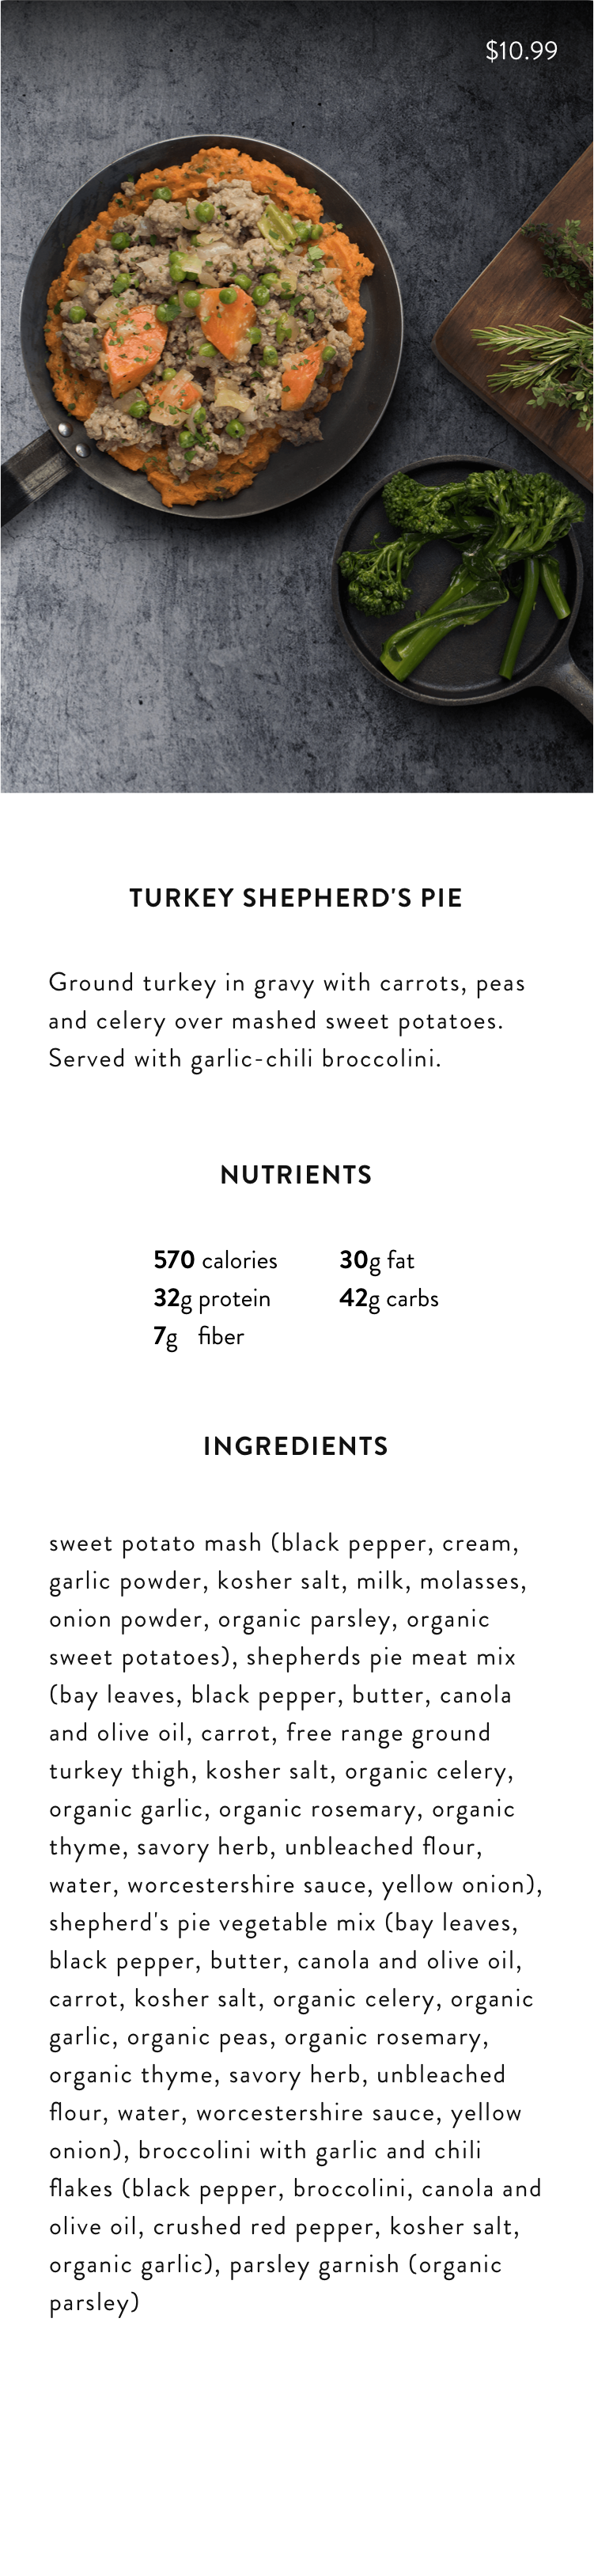 $10.99
TURKEY SHEPHERD'S PIE
Ground turkey in gravy with carrots, peas
and celery over mashed sweet potatoes.
Served with garlic-chili broccolini.
NUTRIENTS
570 calories 30g fat
32g protein 42g carbs
7g fiber
INGREDIENTS
sweet potato mash (black pepper, cream,
garlic powder, kosher salt, milk, molasses,
onion powder, organic parsley, organic
sweet potatoes), shepherds pie meat mix
(bay leaves, black pepper, butter, canola
and olive oil, carrot, free range ground
turkey thigh, kosher salt, organic celery,
organic garlic, organic rosemary, organic
thyme, savory herb, unbleached flour,
water, worcestershire sauce, yellow onion),
shepherd's pie vegetable mix (bay leaves,
black pepper, butter, canola and olive oil,
carrot, kosher salt, organic celery, organic
garlic, organic peas, organic rosemary,
organic thyme, savory herb, unbleached
flour, water, worcestershire sauce, yellow
onion), broccolini with garlic and chili
flakes (black pepper, broccolini, canola and
olive oil, crushed red pepper, kosher salt,
organic garlic), parsley garnish (organic
parsley)